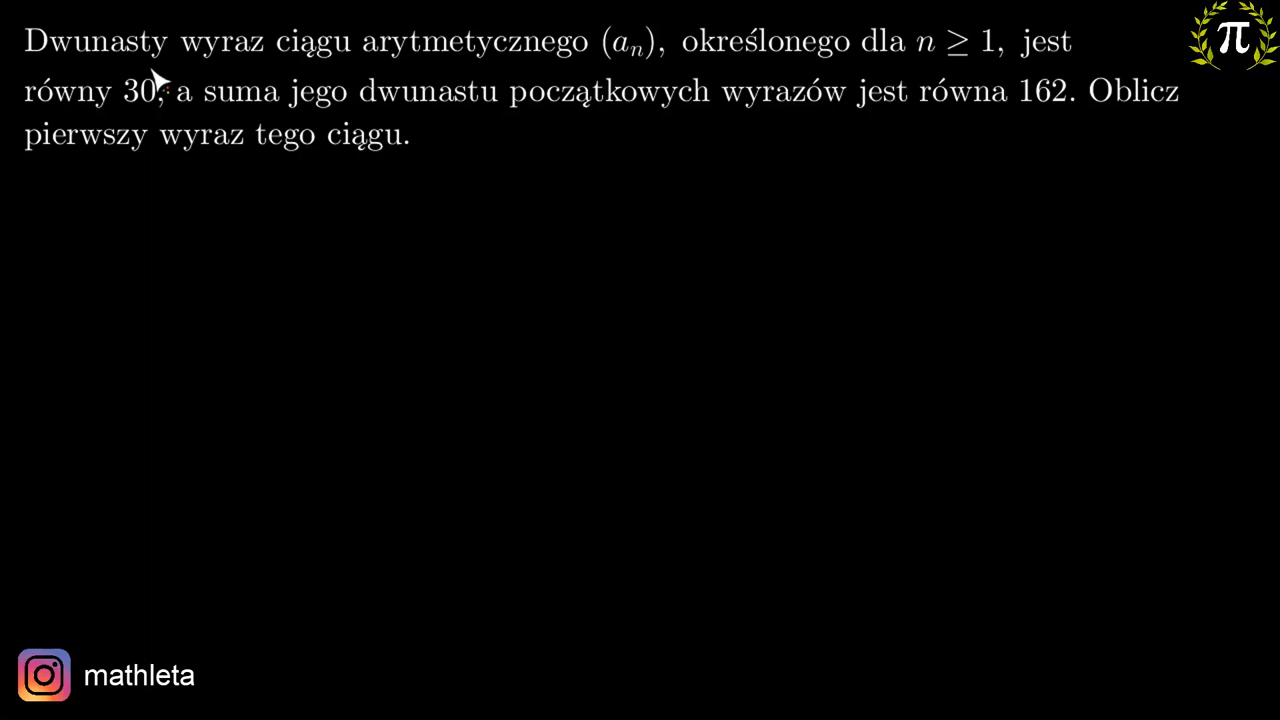 Dwunasty wyraz ciągu arytmetycznego (aₙ), określonego dla n ≥ 1, jest
równy 30, a suma jego dwunastu początkowych wyrazów jest równa 162. Oblicz
pierwszy wyraz tego ciągu.
π
mathleta